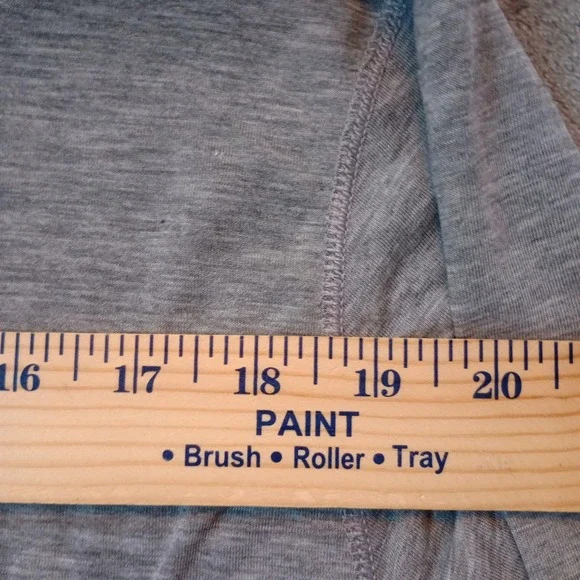 16 17 18 19 20
PAINT
• Brush • Roller • Tray